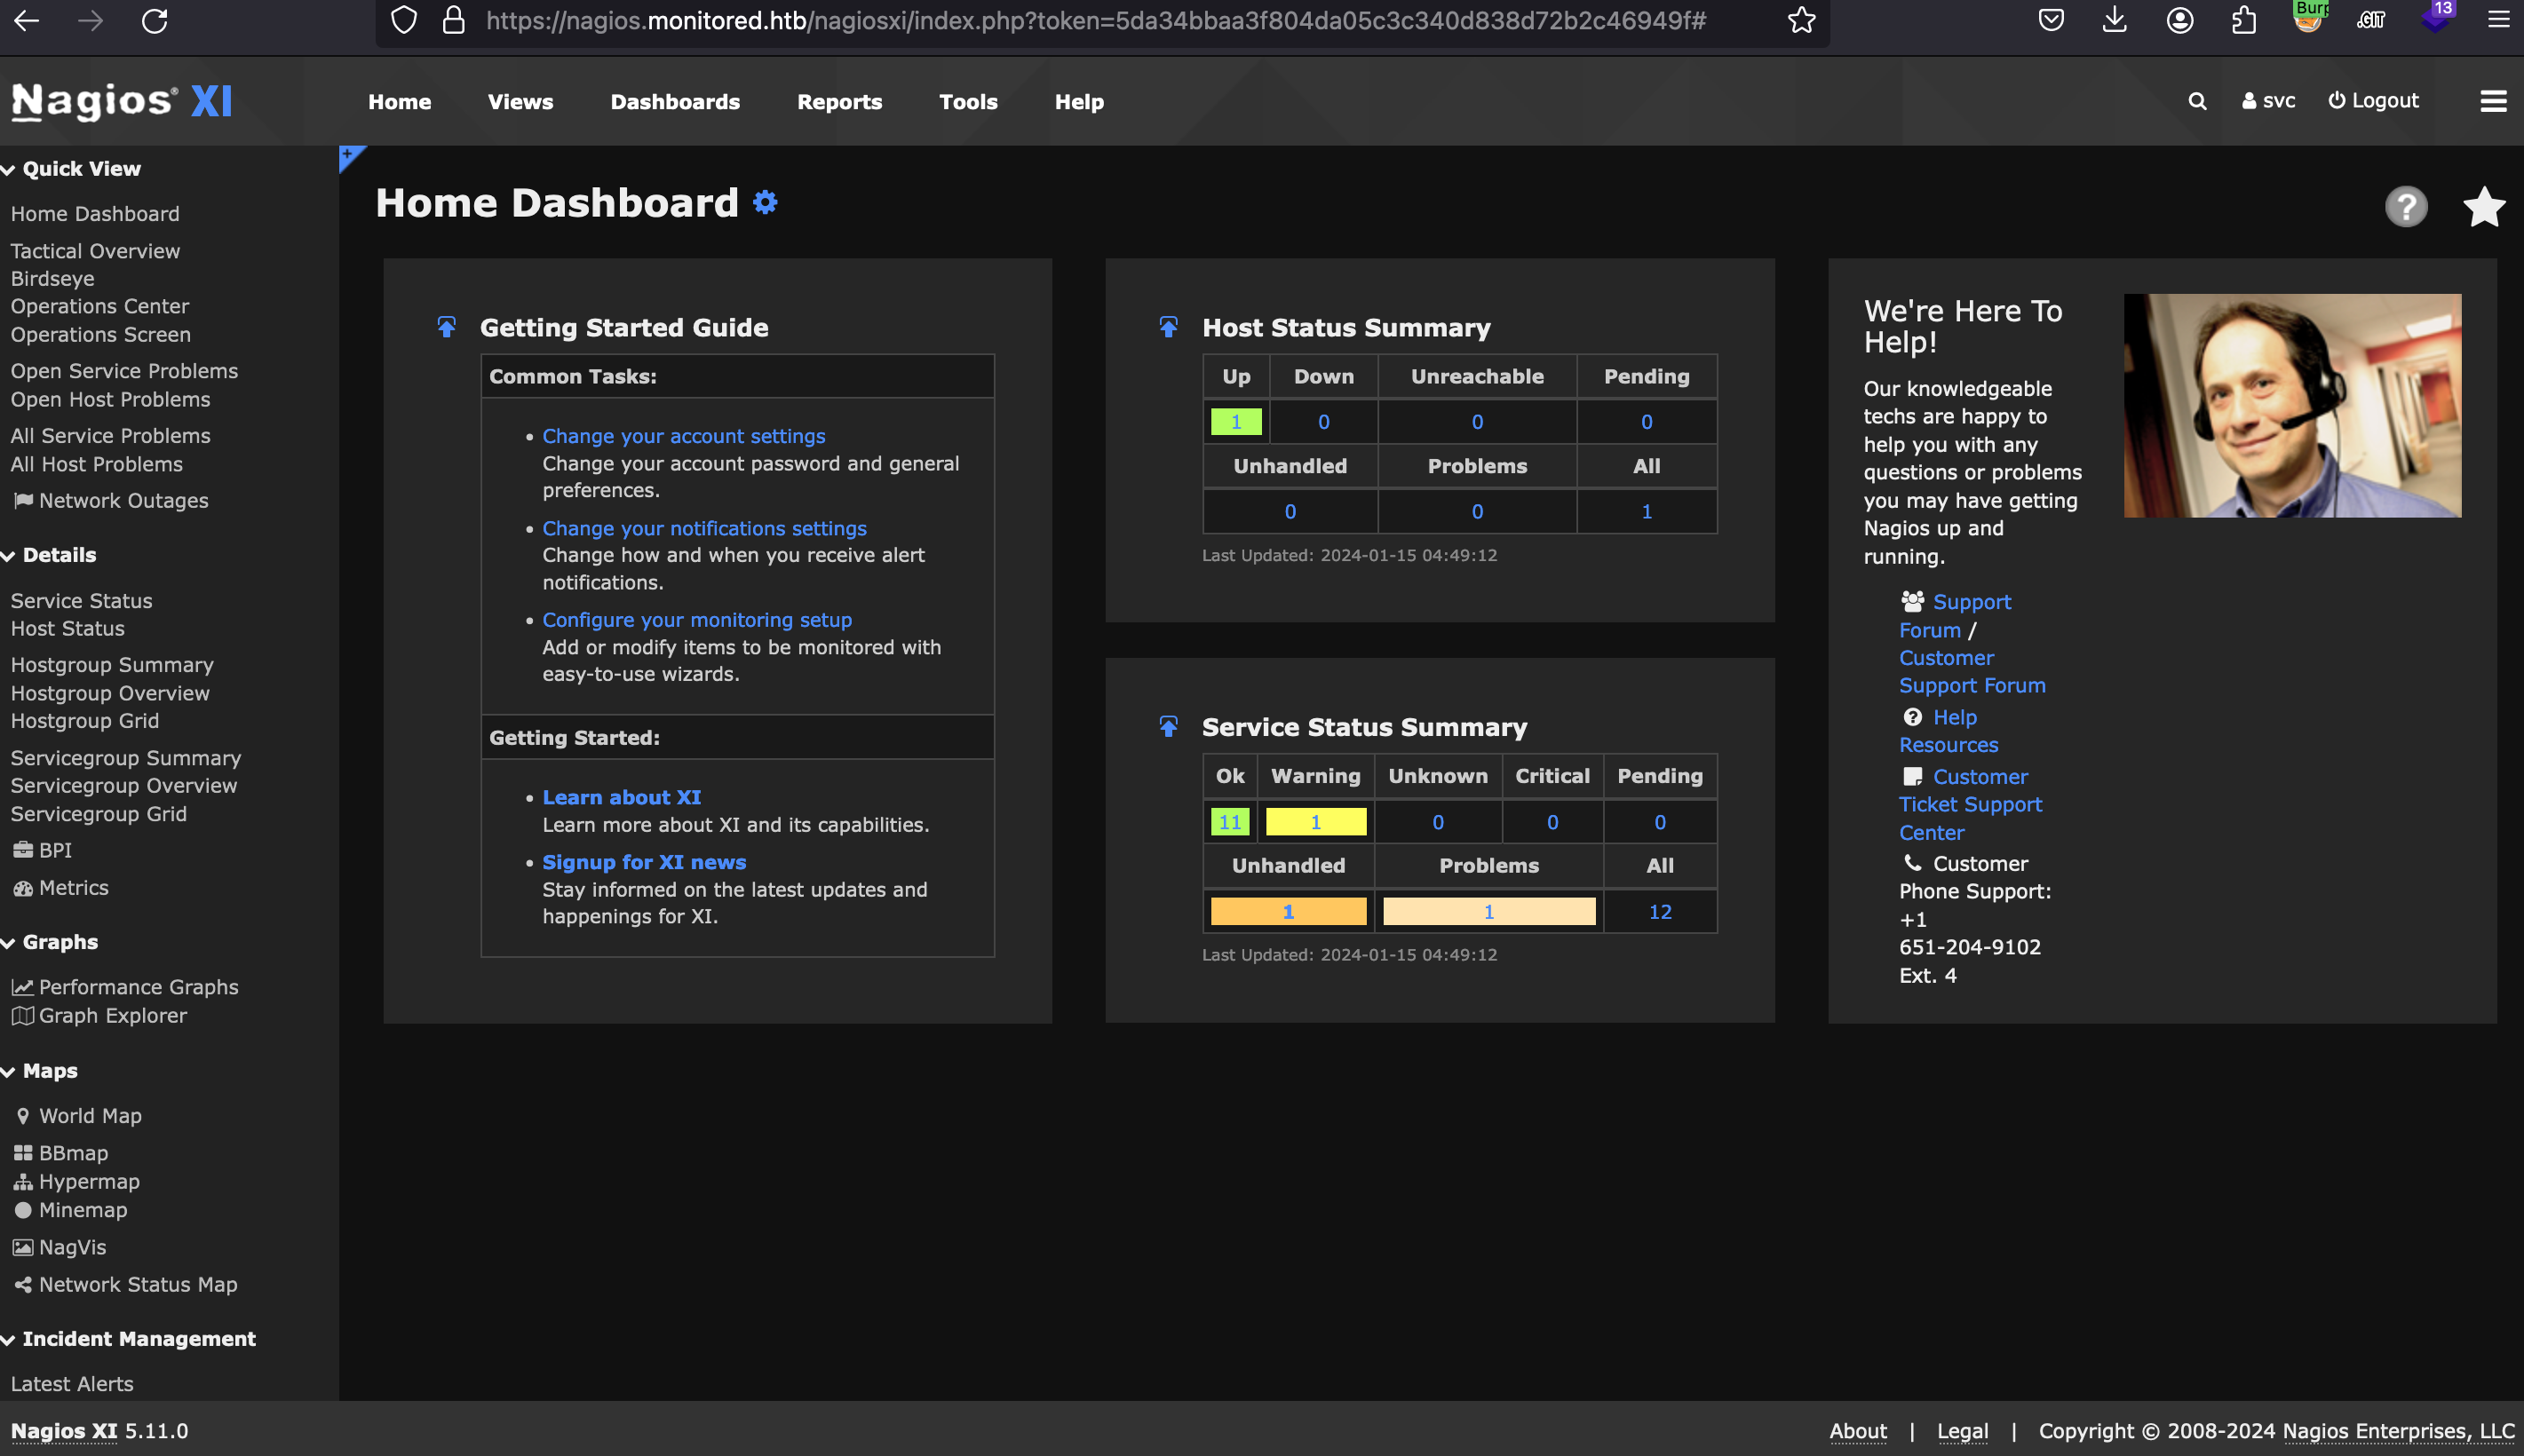 https://nagios.monitored.htb/nagiosxi/index.php?token=5da34bbaa3f804da05c3c340d838d72b2c46949f#
Burp
.GIT
13
Nagios® XI
Home
Views
Dashboards
Reports
Tools
Help
svc
Logout
Quick View
Home Dashboard
Tactical Overview
Birdseye
Operations Center
Operations Screen
Open Service Problems
Open Host Problems
All Service Problems
All Host Problems
Network Outages
Details
Service Status
Host Status
Hostgroup Summary
Hostgroup Overview
Hostgroup Grid
Servicegroup Summary
Servicegroup Overview
Servicegroup Grid
BPI
Metrics
Graphs
Performance Graphs
Graph Explorer
Maps
World Map
BBmap
Hypermap
Minemap
NagVis
Network Status Map
Incident Management
Latest Alerts
Home Dashboard
Getting Started Guide
Common Tasks:
Change your account settings
Change your account password and general
preferences.
Change your notifications settings
Change how and when you receive alert
notifications.
Configure your monitoring setup
Add or modify items to be monitored with
easy-to-use wizards.
Getting Started:
Learn about XI
Learn more about XI and its capabilities.
Signup for XI news
Stay informed on the latest updates and
happenings for XI.
Host Status Summary
Up Down Unreachable Pending
1 0 0 0
Unhandled Problems All
0 0 1
Last Updated: 2024-01-15 04:49:12
Service Status Summary
Ok Warning Unknown Critical Pending
11 1 0 0 0
Unhandled Problems All
1 1 12
Last Updated: 2024-01-15 04:49:12
We're Here To
Help!
Our knowledgeable
techs are happy to
help you with any
questions or problems
you may have getting
Nagios up and
running.
Support
Forum /
Customer
Support Forum
Help
Resources
Customer
Ticket Support
Center
Customer
Phone Support:
+1
651-204-9102
Ext. 4
Nagios XI 5.11.0
About | Legal | Copyright © 2008-2024 Nagios Enterprises, LLC